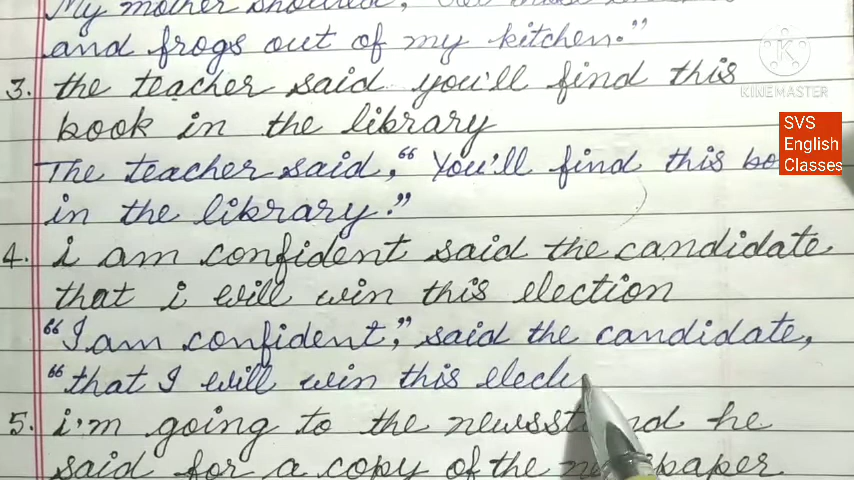 My mother shouted,
and frogs out of my kitchen."
3. the teacher said you'll find this
book in the library
The teacher said, "You'll find this
in the library."
4. i am confident said the candidate
that i will win this election
"I am confident," said the candidate,
"that I will win this
5. i'm going to the he
said for a copy of the
KINEMASTER
SVS
English
Classes